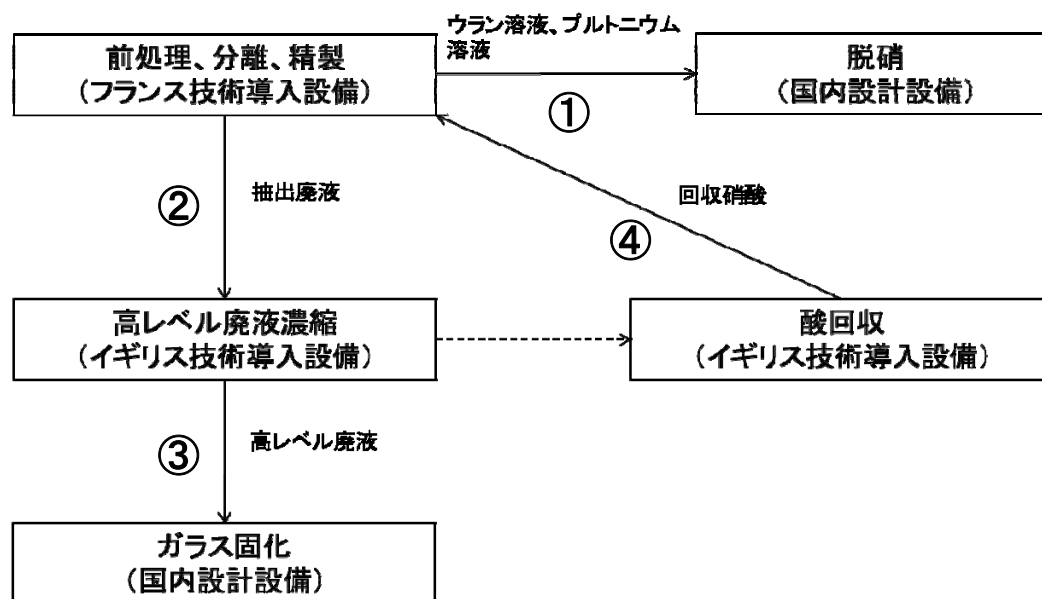 前処理、分離、精製
(フランス技術導入設備)
ウラン溶液、プルトニウム
溶液
①
脱硝
(国内設計設備)
②
抽出廃液
回収硝酸
④
高レベル廃液濃縮
(イギリス技術導入設備)
酸回収
(イギリス技術導入設備)
③
高レベル廃液
ガラス固化
(国内設計設備)